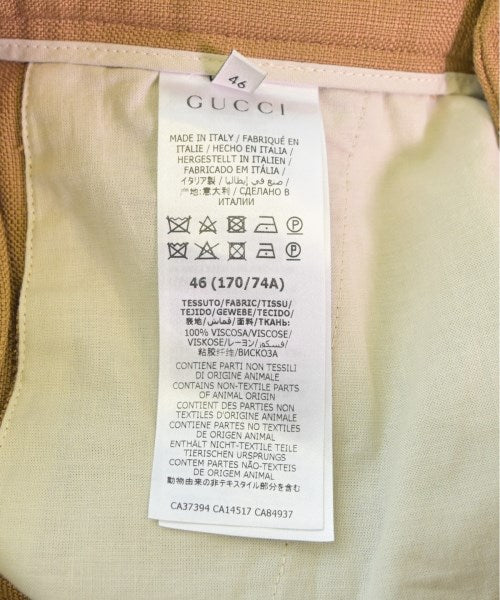 46
GUCCI
MADE IN ITALY / FABRIQUÉ EN
ITALIE / HECHO EN ITALIA /
HERGESTELLT IN ITALIEN /
FABRICADO EM ITÁLIA /
イタリア製 / صنع في إيطاليا /
产地:意大利 / СДЕЛАНО В
ИТАЛИИ
P
P
46 (170/74A)
TESSUTO/FABRIC/TISSU/
TEJIDO/GEWEBE/TECIDO/
表地/قماش/面料/ТКАНЬ:
100% VISCOSA/VISCOSE/
VISKOSE/レーヨン/فسكوز/
粘胶纤维/ВИСКОЗА
CONTIENE PARTI NON TESSILI
DI ORIGINE ANIMALE
CONTAINS NON-TEXTILE PARTS
OF ANIMAL ORIGIN
CONTIENT DES PARTIES NON
TEXTILES D'ORIGINE ANIMALE
CONTIENE PARTES NO TEXTILES
DE ORIGEN ANIMAL
ENTHÄLT NICHT-TEXTILE TEILE
TIERISCHEN URSPRUNGS
CONTEM PARTES NÃO-TEXTEIS
DE ORIGEM ANIMAL
動物由来の非テキスタイル部分を含む
CA37394 CA14517 CA84937